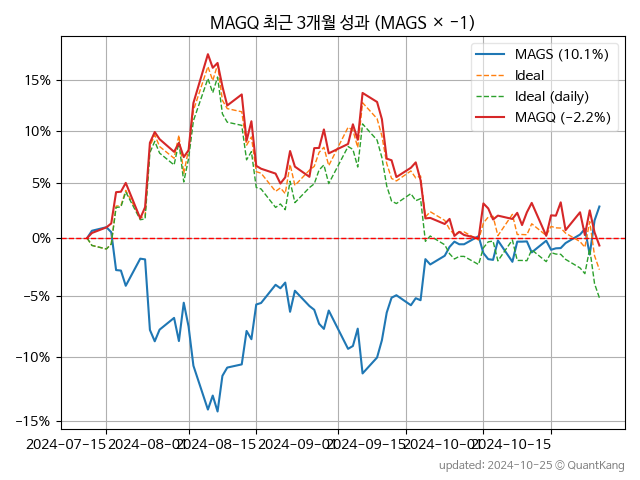 MAGQ 최근 3개월 성과 (MAGS × −1)
MAGS (10.1%)
Ideal
Ideal (daily)
MAGQ (−2.2%)
15%
10%
5%
0%
−5%
−10%
−15%
2024-07-15 2024-08-01 2024-08-15 2024-09-01 2024-09-15 2024-10-01 2024-10-15
updated: 2024-10-25 © QuantKang